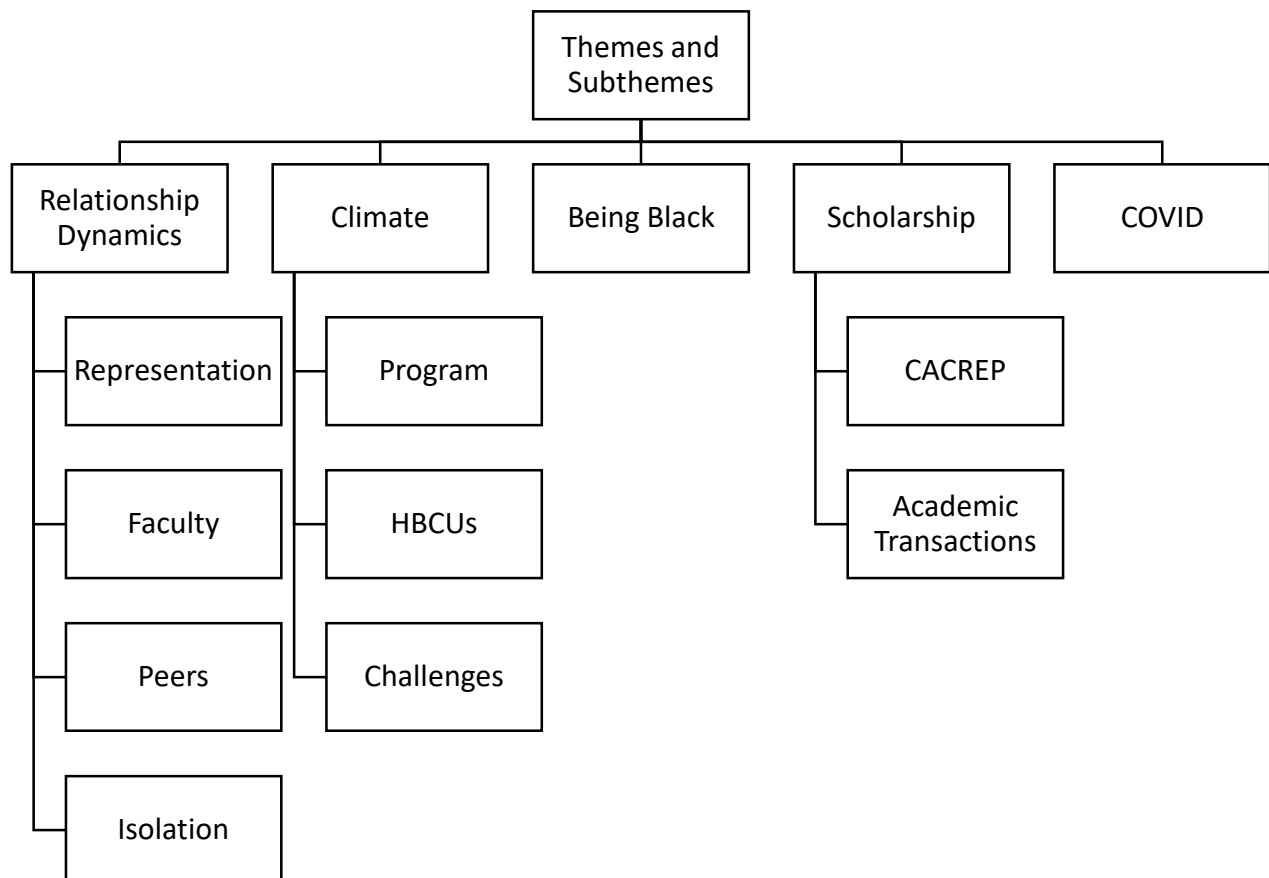 Themes and
Subthemes
Relationship
Dynamics
Climate
Being Black
Scholarship
COVID
Representation
Program
CACREP
Faculty
HBCUs
Academic
Transactions
Peers
Challenges
Isolation